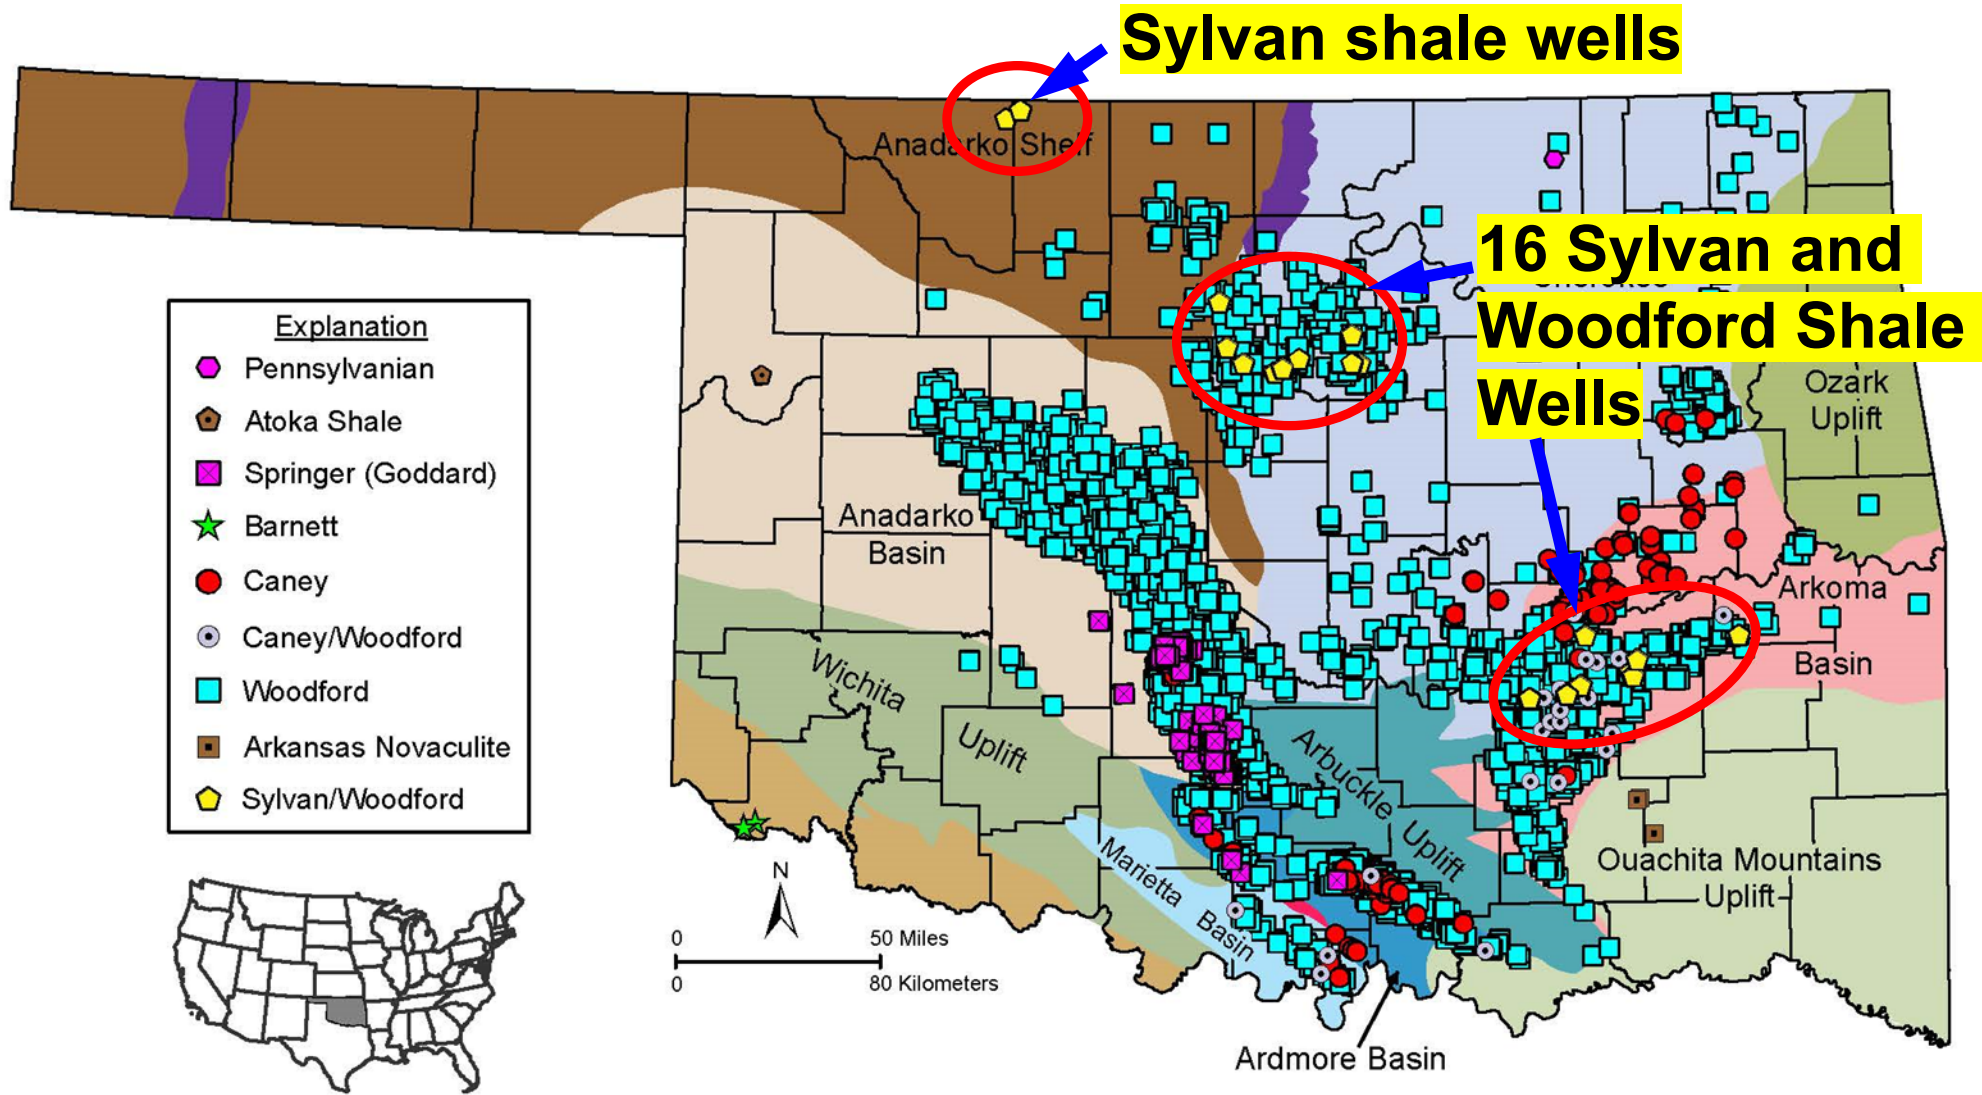 Sylvan shale wells
Anadarko Shelf
16 Sylvan and
Woodford Shale
Wells
Explanation
Pennsylvanian
Atoka Shale
Springer (Goddard)
Barnett
Caney
Caney/Woodford
Woodford
Arkansas Novaculite
Sylvan/Woodford
Ozark
Uplift
Anadarko
Basin
Arkoma
Basin
Wichita
Uplift
Arbuckle Uplift
Marietta Basin
Ouachita Mountains
Uplift
N
0 50 Miles
0 80 Kilometers
Ardmore Basin